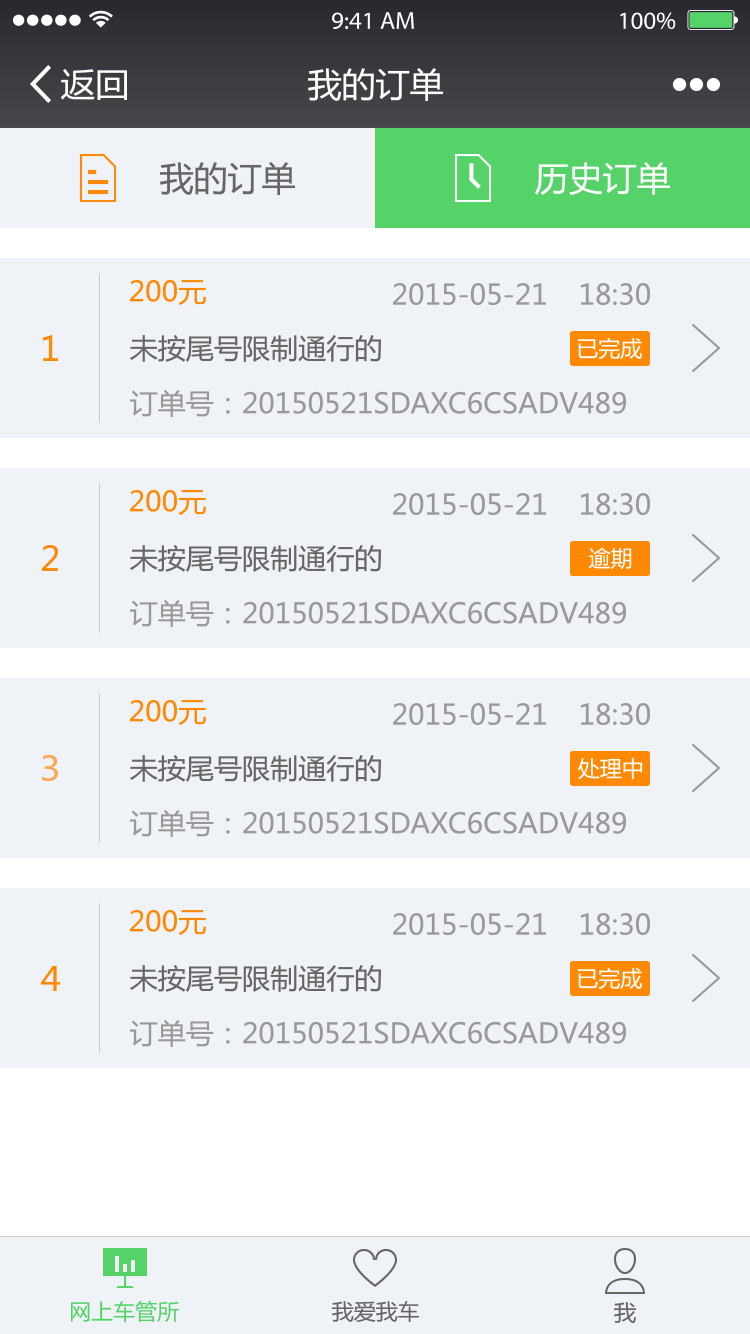 9:41 AM 100%
返回 我的订单
我的订单 历史订单
200元 2015-05-21 18:30
1 未按尾号限制通行的 已完成
订单号：20150521SDAXC6CSADV489
200元 2015-05-21 18:30
2 未按尾号限制通行的 逾期
订单号：20150521SDAXC6CSADV489
200元 2015-05-21 18:30
3 未按尾号限制通行的 处理中
订单号：20150521SDAXC6CSADV489
200元 2015-05-21 18:30
4 未按尾号限制通行的 已完成
订单号：20150521SDAXC6CSADV489
网上车管所 我爱我车 我